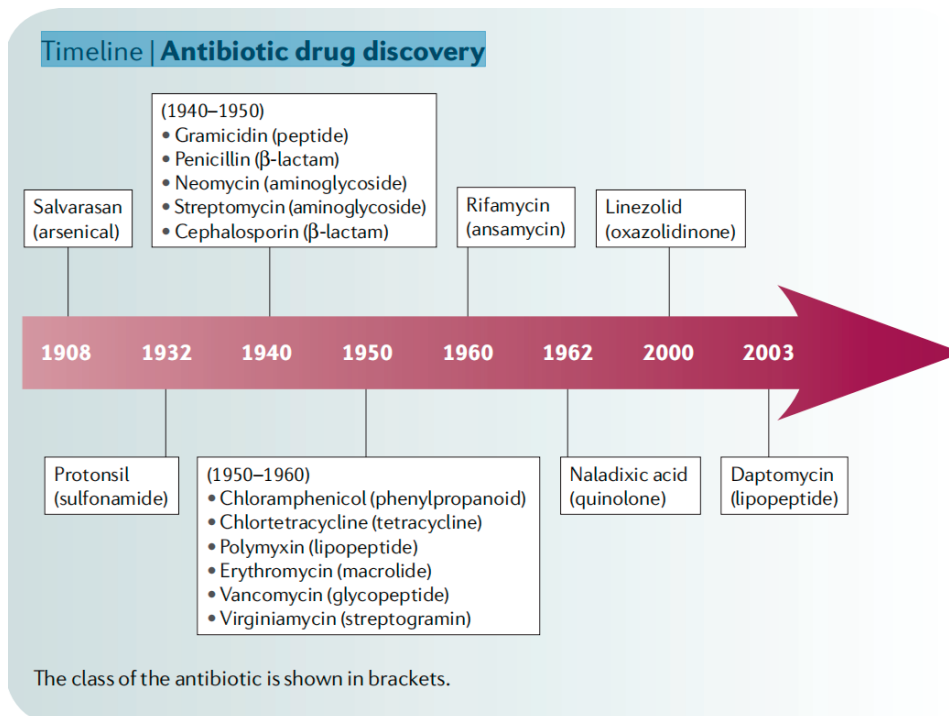 Timeline | Antibiotic drug discovery
(1940–1950)
• Gramicidin (peptide)
• Penicillin (β-lactam)
• Neomycin (aminoglycoside)
• Streptomycin (aminoglycoside)
• Cephalosporin (β-lactam)
Salvarasan
(arsenical)
Rifamycin
(ansamycin)
Linezolid
(oxazolidinone)
1908 1932 1940 1950 1960 1962 2000 2003
Protonsil
(sulfonamide)
(1950–1960)
• Chloramphenicol (phenylpropanoid)
• Chlortetracycline (tetracycline)
• Polymyxin (lipopeptide)
• Erythromycin (macrolide)
• Vancomycin (glycopeptide)
• Virginiamycin (streptogramin)
Naladixic acid
(quinolone)
Daptomycin
(lipopeptide)
The class of the antibiotic is shown in brackets.